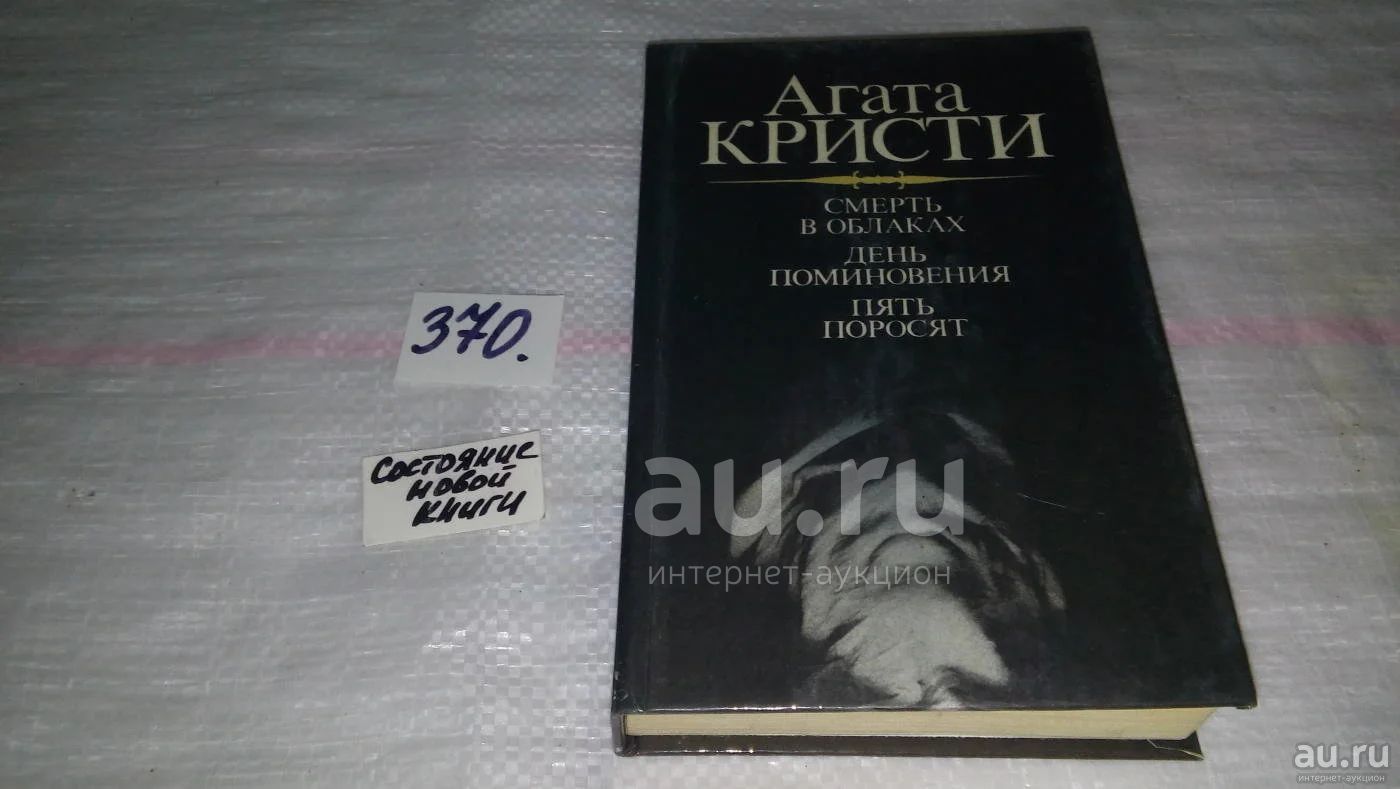 Агата
КРИСТИ
СМЕРТЬ
В ОБЛАКАХ
ДЕНЬ
ПОМИНОВЕНИЯ
ПЯТЬ
ПОРОСЯТ
370.
Состояние
новой
книги
au.ru
интернет-аукцион
au.ru
интернет-аукцион